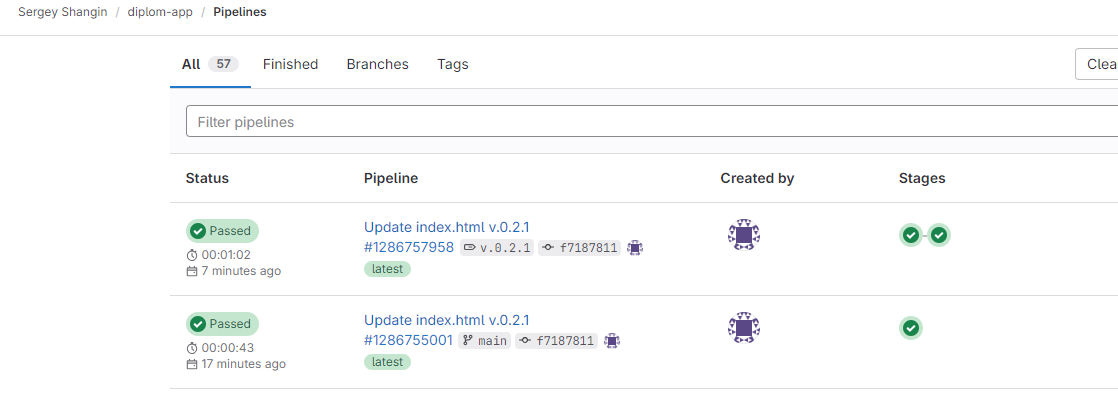 Sergey Shangin / diplom-app / Pipelines
All 57 Finished Branches Tags
Clea
Filter pipelines
Status Pipeline Created by Stages
Passed
00:01:02
7 minutes ago
Update index.html v.0.2.1
#1286757958 v.0.2.1 f7187811
latest
Passed
00:00:43
17 minutes ago
Update index.html v.0.2.1
#1286755001 main f7187811
latest